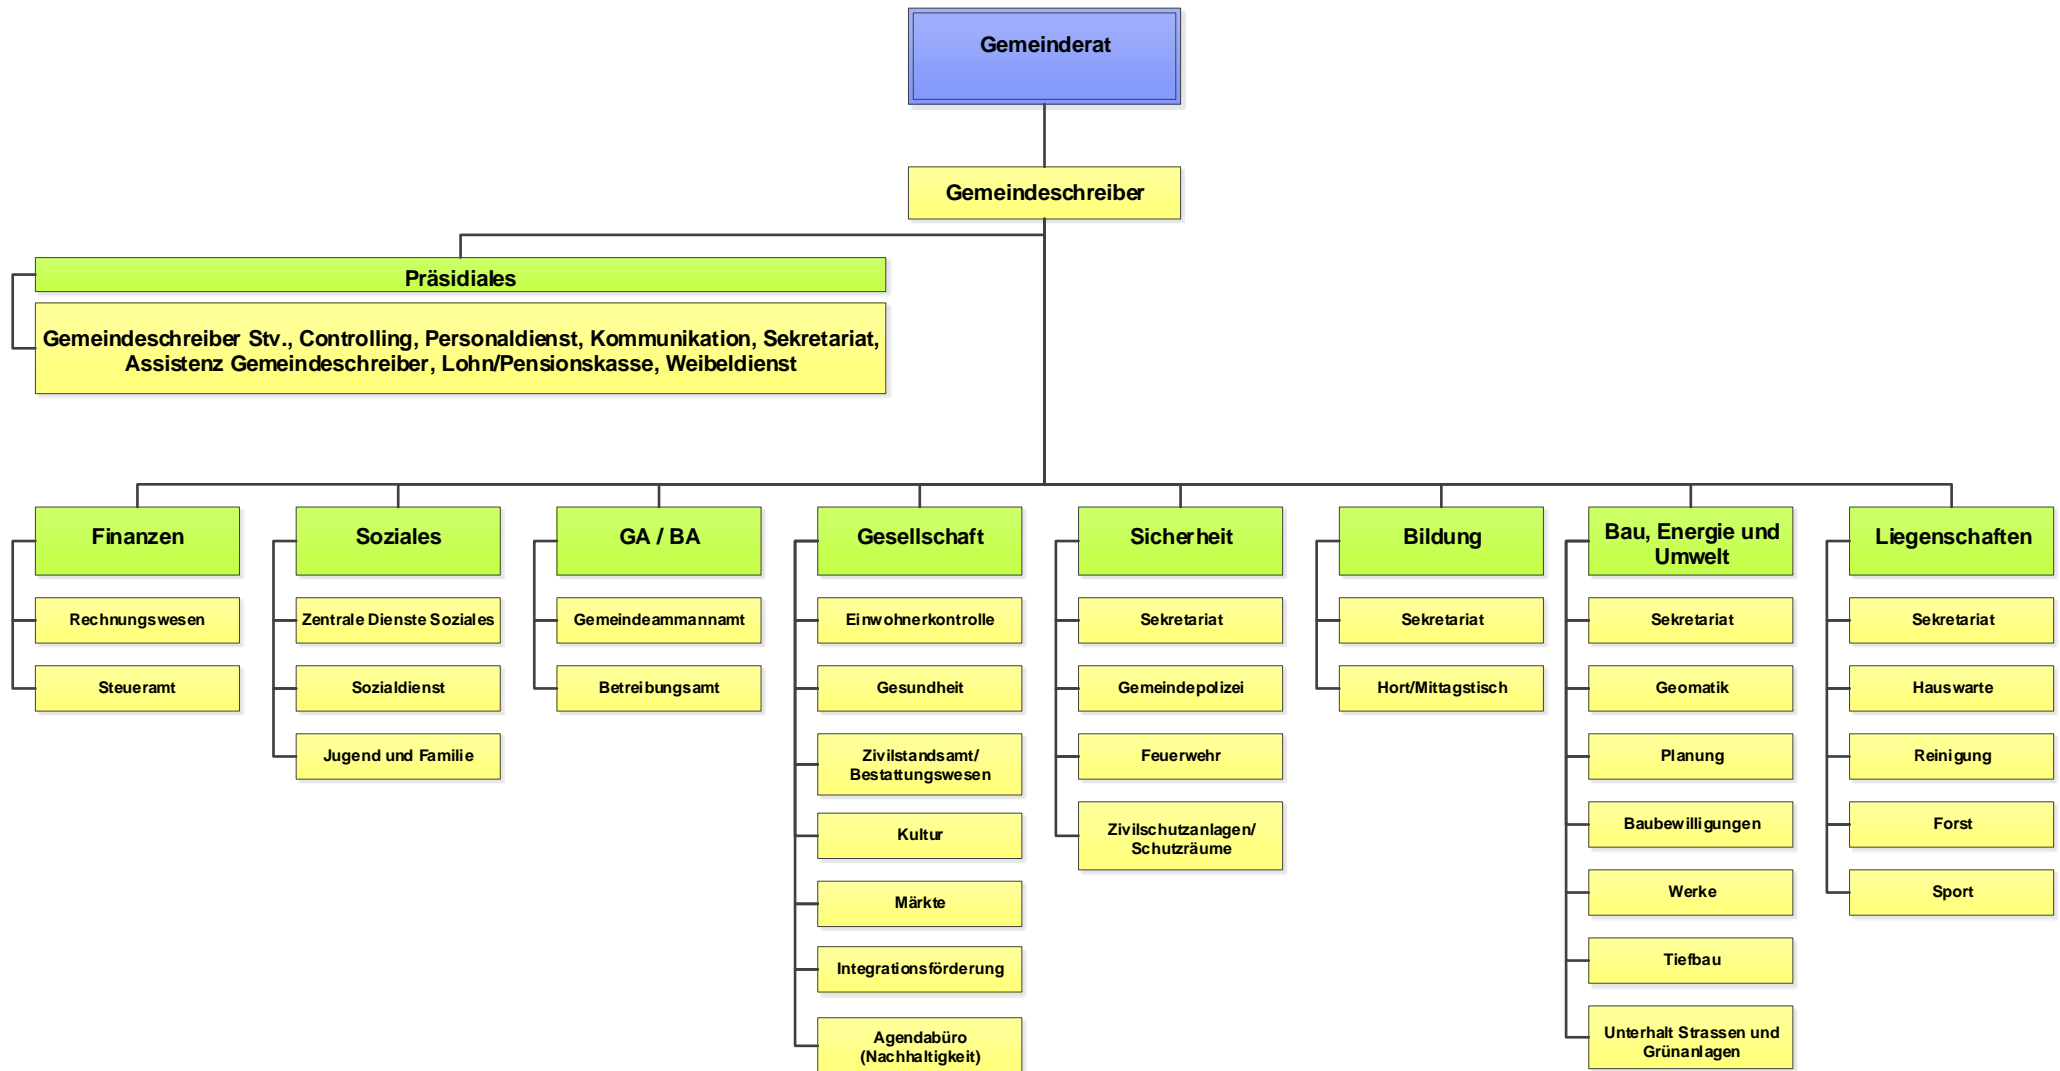 Gemeinderat
Gemeindeschreiber
Präsidiales
Gemeindeschreiber Stv., Controlling, Personaldienst, Kommunikation, Sekretariat,
Assistenz Gemeindeschreiber, Lohn/Pensionskasse, Weibeldienst
Finanzen
Rechnungswesen
Steueramt
Soziales
Zentrale Dienste Soziales
Sozialdienst
Jugend und Familie
GA / BA
Gemeindeammannamt
Betreibungsamt
Gesellschaft
Einwohnerkontrolle
Gesundheit
Zivilstandsamt/
Bestattungswesen
Kultur
Märkte
Integrationsförderung
Agendabüro
(Nachhaltigkeit)
Sicherheit
Sekretariat
Gemeindepolizei
Feuerwehr
Zivilschutzanlagen/
Schutzräume
Bildung
Sekretariat
Hort/Mittagstisch
Bau, Energie und
Umwelt
Sekretariat
Geomatik
Planung
Baubewilligungen
Werke
Tiefbau
Unterhalt Strassen und
Grünanlagen
Liegenschaften
Sekretariat
Hauswarte
Reinigung
Forst
Sport